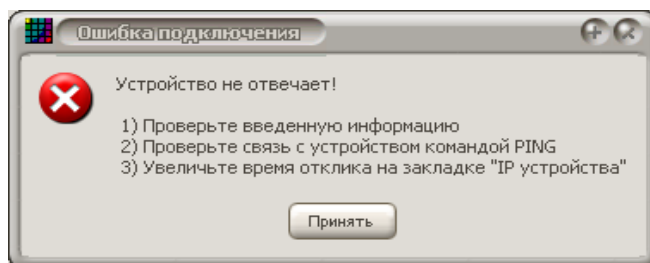 Ошибка подключения
Устройство не отвечает!
1) Проверьте введенную информацию
2) Проверьте связь с устройством командой PING
3) Увеличьте время отклика на закладке "IP устройства"
Принять